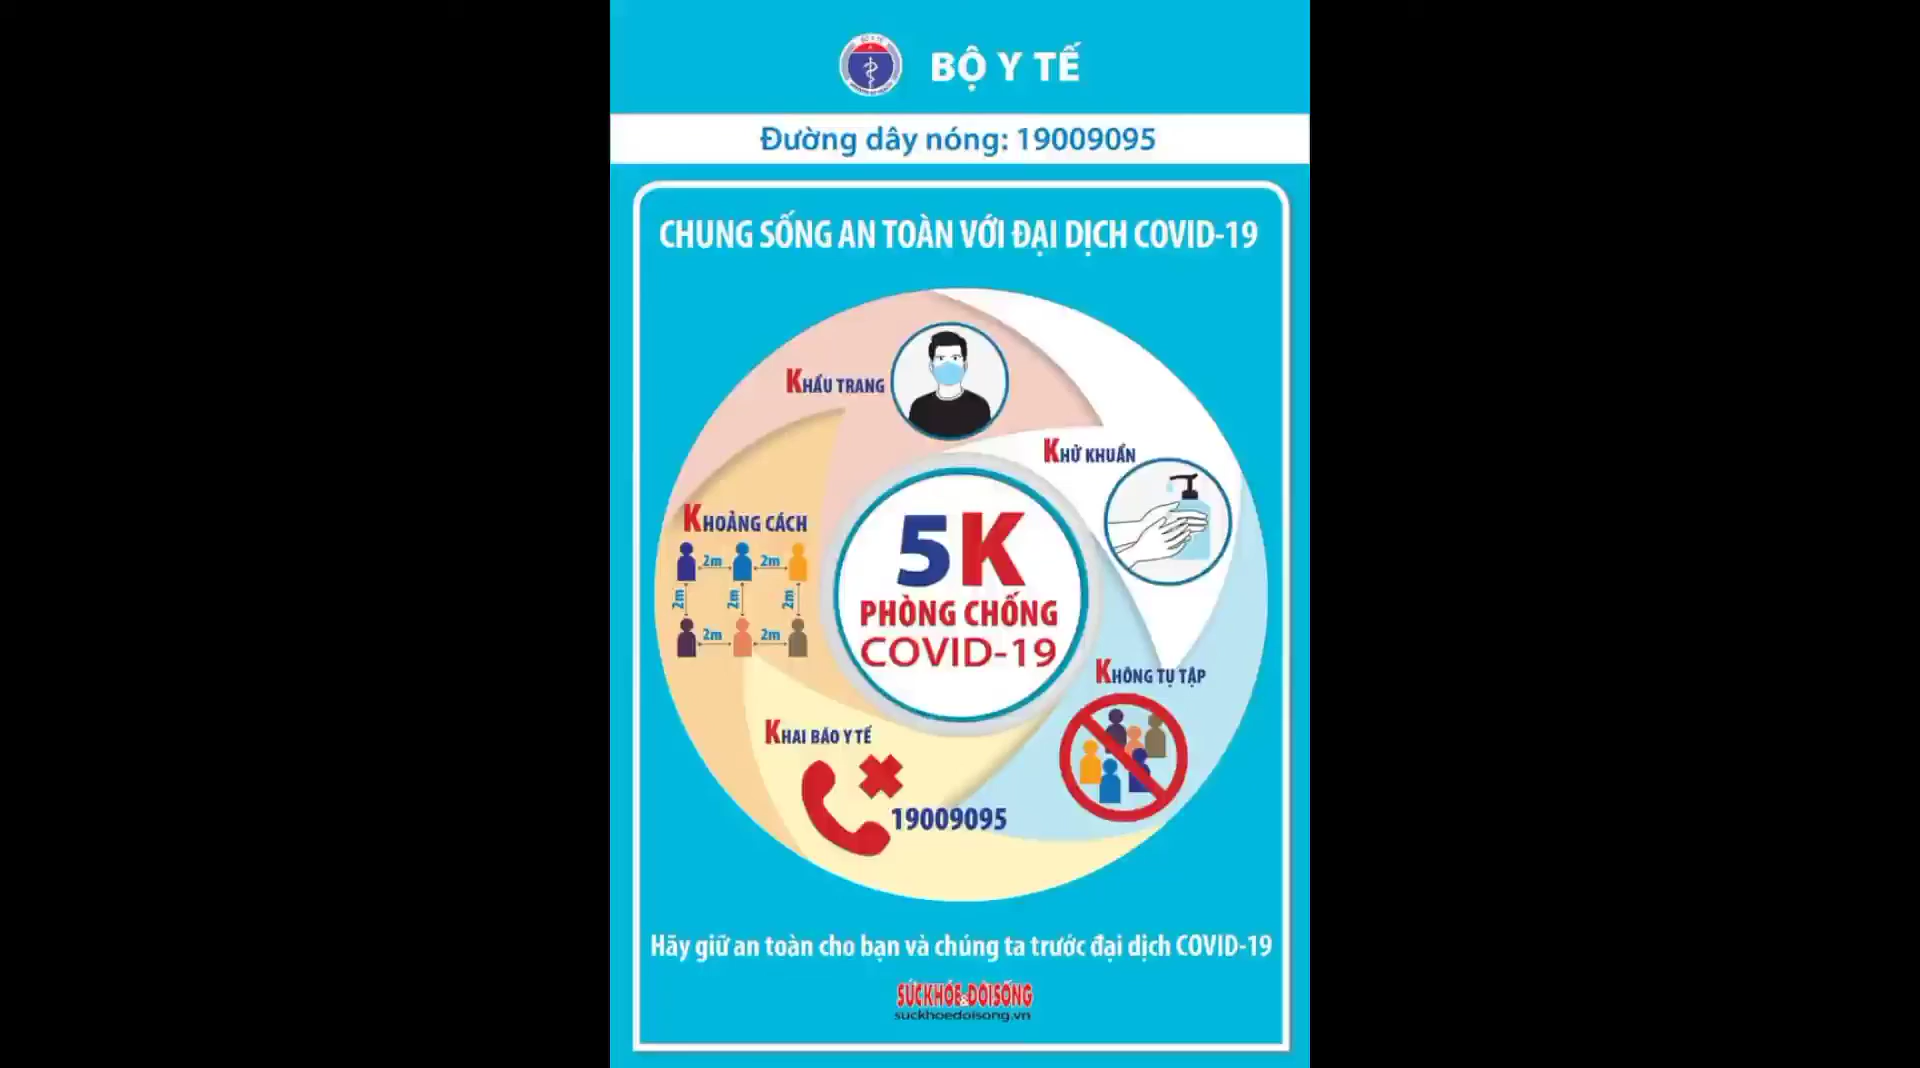 BỘ Y TẾ
Đường dây nóng: 19009095
CHUNG SỐNG AN TOÀN VỚI ĐẠI DỊCH COVID-19
KHẨU TRANG
KHỬ KHUẨN
KHOẢNG CÁCH
2m 2m
2m 2m 2m
2m 2m
5K
PHÒNG CHỐNG
COVID-19
KHÔNG TỤ TẬP
KHAI BÁO Y TẾ
19009095
Hãy giữ an toàn cho bạn và chúng ta trước đại dịch COVID-19
SỨC KHỎE & ĐỜI SỐNG
suckhoedoisong.vn